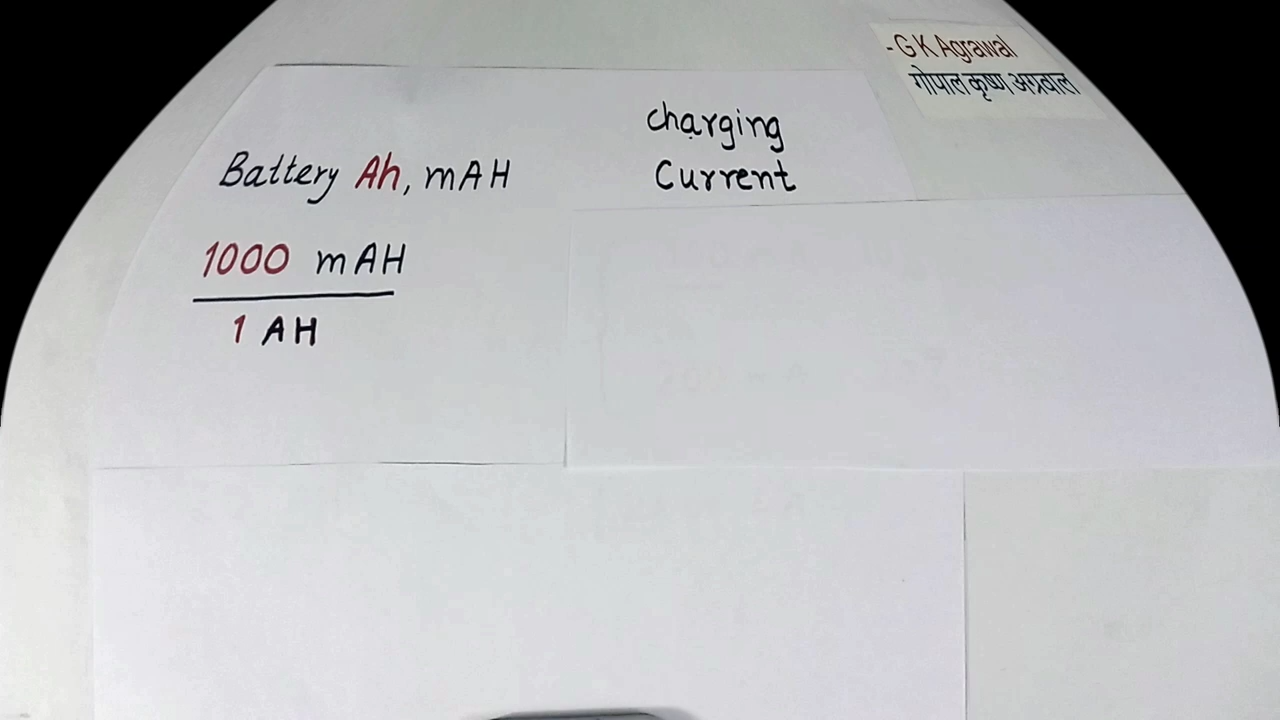 - G K Agrawal
गोपाल कृष्ण अग्रवाल
charging
Current
Battery Ah, mAH
1000 mAH
1 AH